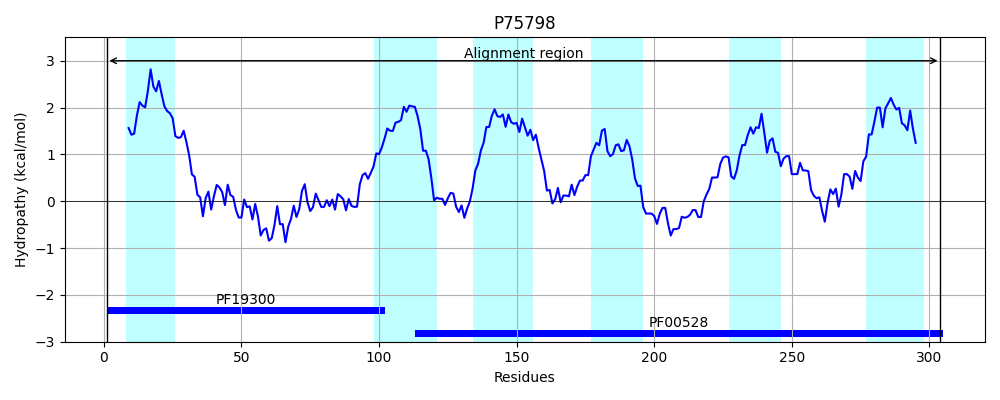 P75798
Alignment region
3
2
1
0
−1
−2
−3
Hydropathy (kcal/mol)
PF19300
PF00528
0 50 100 150 200 250 300
Residues